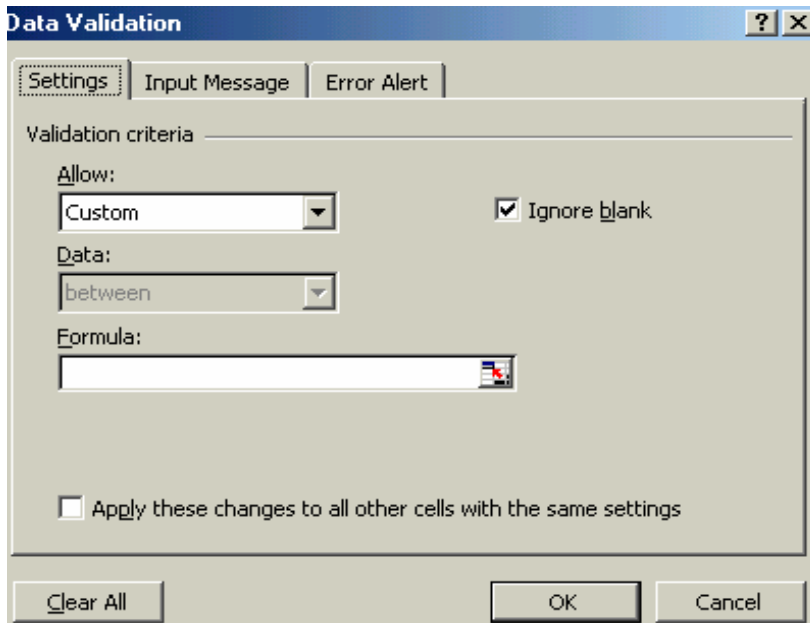 Data Validation
Settings Input Message Error Alert
Validation criteria
Allow:
Custom
Ignore blank
Data:
between
Formula:
Apply these changes to all other cells with the same settings
Clear All OK Cancel